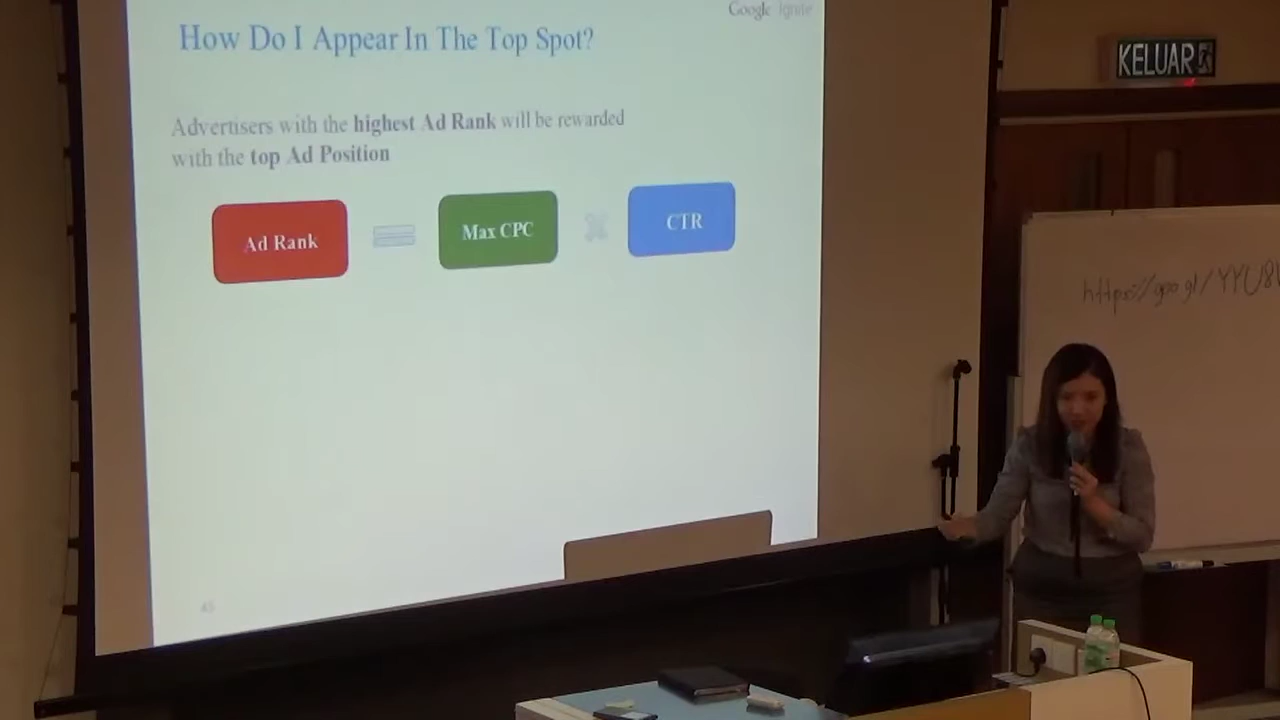 Google Ignite
How Do I Appear In The Top Spot?
KELUAR
Advertisers with the highest Ad Rank will be rewarded
with the top Ad Position
Ad Rank
Max CPC
CTR